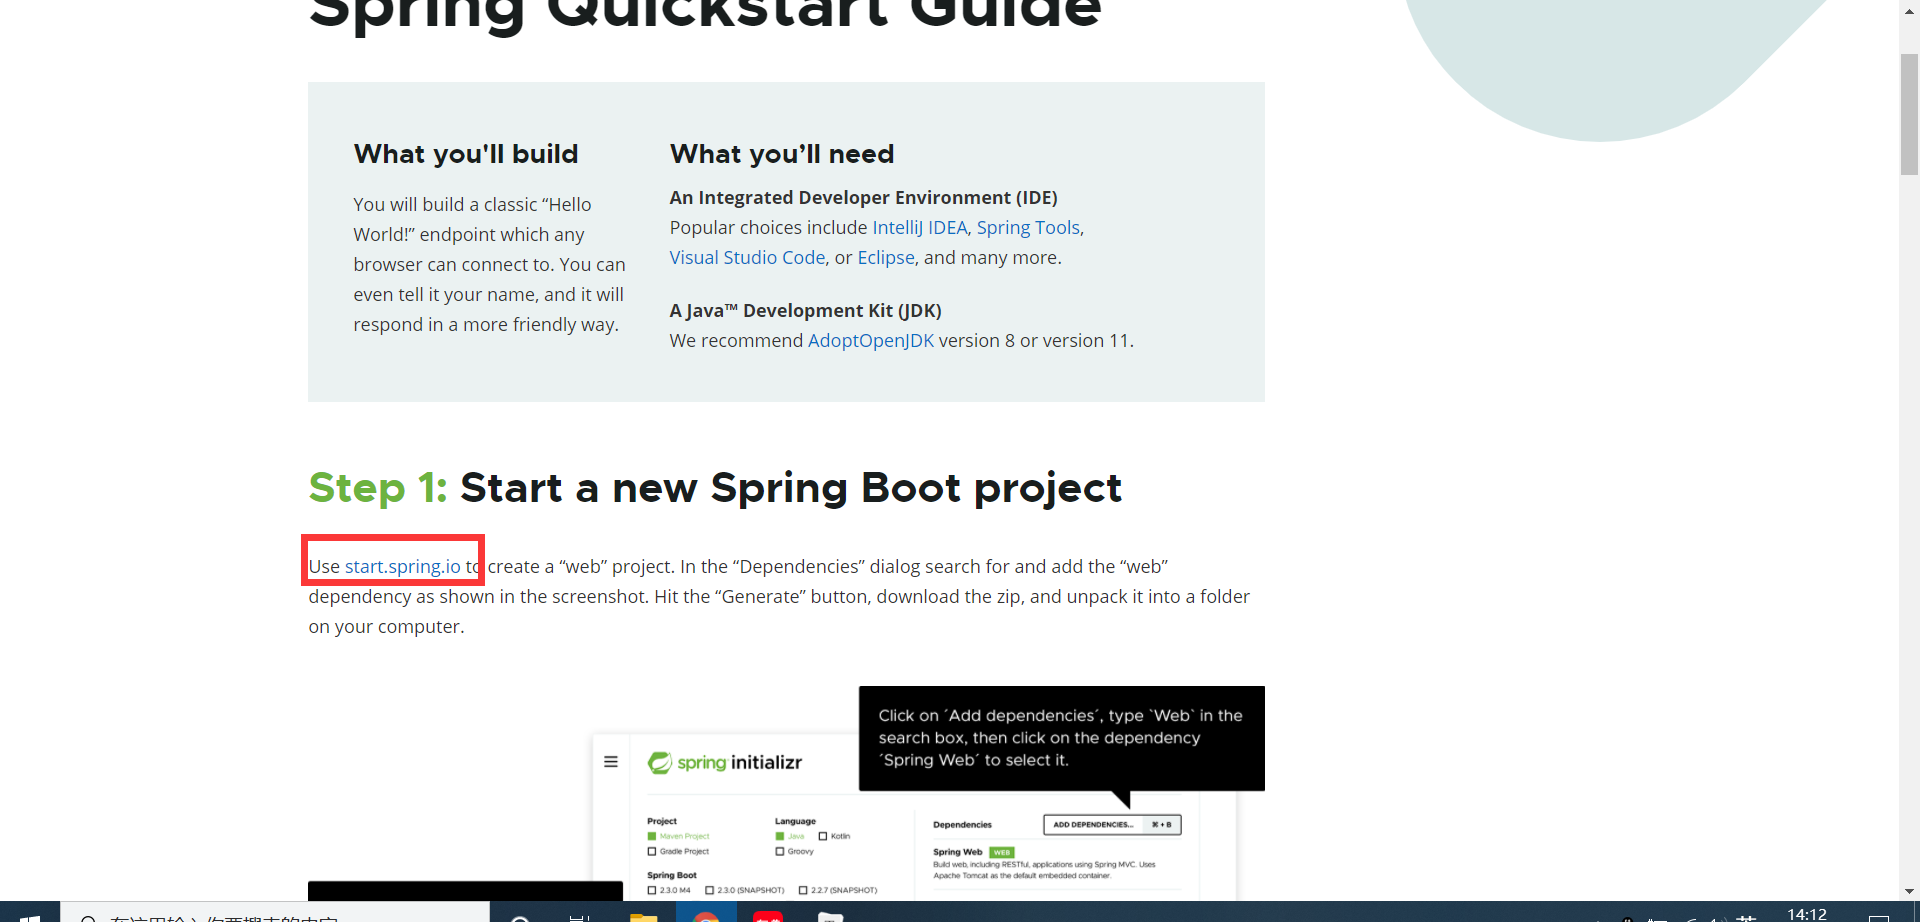 Spring Quickstart Guide
What you'll build
You will build a classic “Hello
World!” endpoint which any
browser can connect to. You can
even tell it your name, and it will
respond in a more friendly way.
What you’ll need
An Integrated Developer Environment (IDE)
Popular choices include IntelliJ IDEA, Spring Tools,
Visual Studio Code, or Eclipse, and many more.
A Java™ Development Kit (JDK)
We recommend AdoptOpenJDK version 8 or version 11.
Step 1: Start a new Spring Boot project
Use start.spring.io to create a “web” project. In the “Dependencies” dialog search for and add the “web”
dependency as shown in the screenshot. Hit the “Generate” button, download the zip, and unpack it into a folder
on your computer.
Click on ´Add dependencies´, type `Web` in the
search box, then click on the dependency
´Spring Web´ to select it.
spring initializr
Project
Maven Project
Gradle Project
Language
Java Kotlin
Groovy
Spring Boot
2.3.0 M4 2.3.0 (SNAPSHOT) 2.2.7 (SNAPSHOT)
Dependencies
ADD DEPENDENCIES... ⌘ + B
Spring Web WEB
Build web, including RESTful, applications using Spring MVC. Uses
Apache Tomcat as the default embedded container.
在这里输入你要搜索的内容
英
14:12